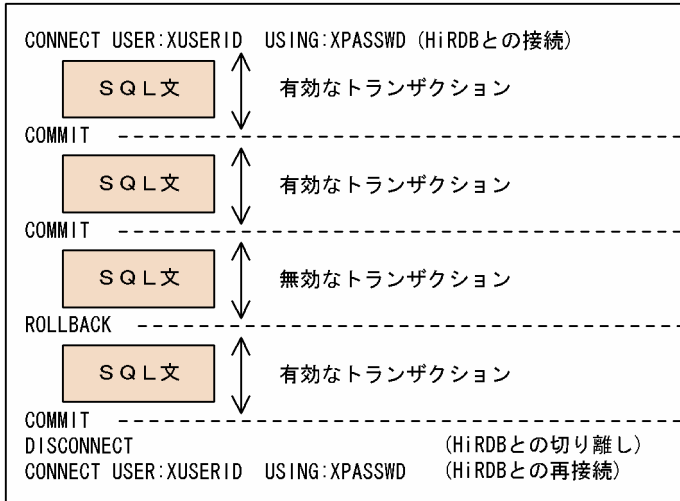 CONNECT USER:XUSERID USING:XPASSWD (HiRDBとの接続)
SQL文 有効なトランザクション
COMMIT
SQL文 有効なトランザクション
COMMIT
SQL文 無効なトランザクション
ROLLBACK
SQL文 有効なトランザクション
COMMIT
DISCONNECT (HiRDBとの切り離し)
CONNECT USER:XUSERID USING:XPASSWD (HiRDBとの再接続)